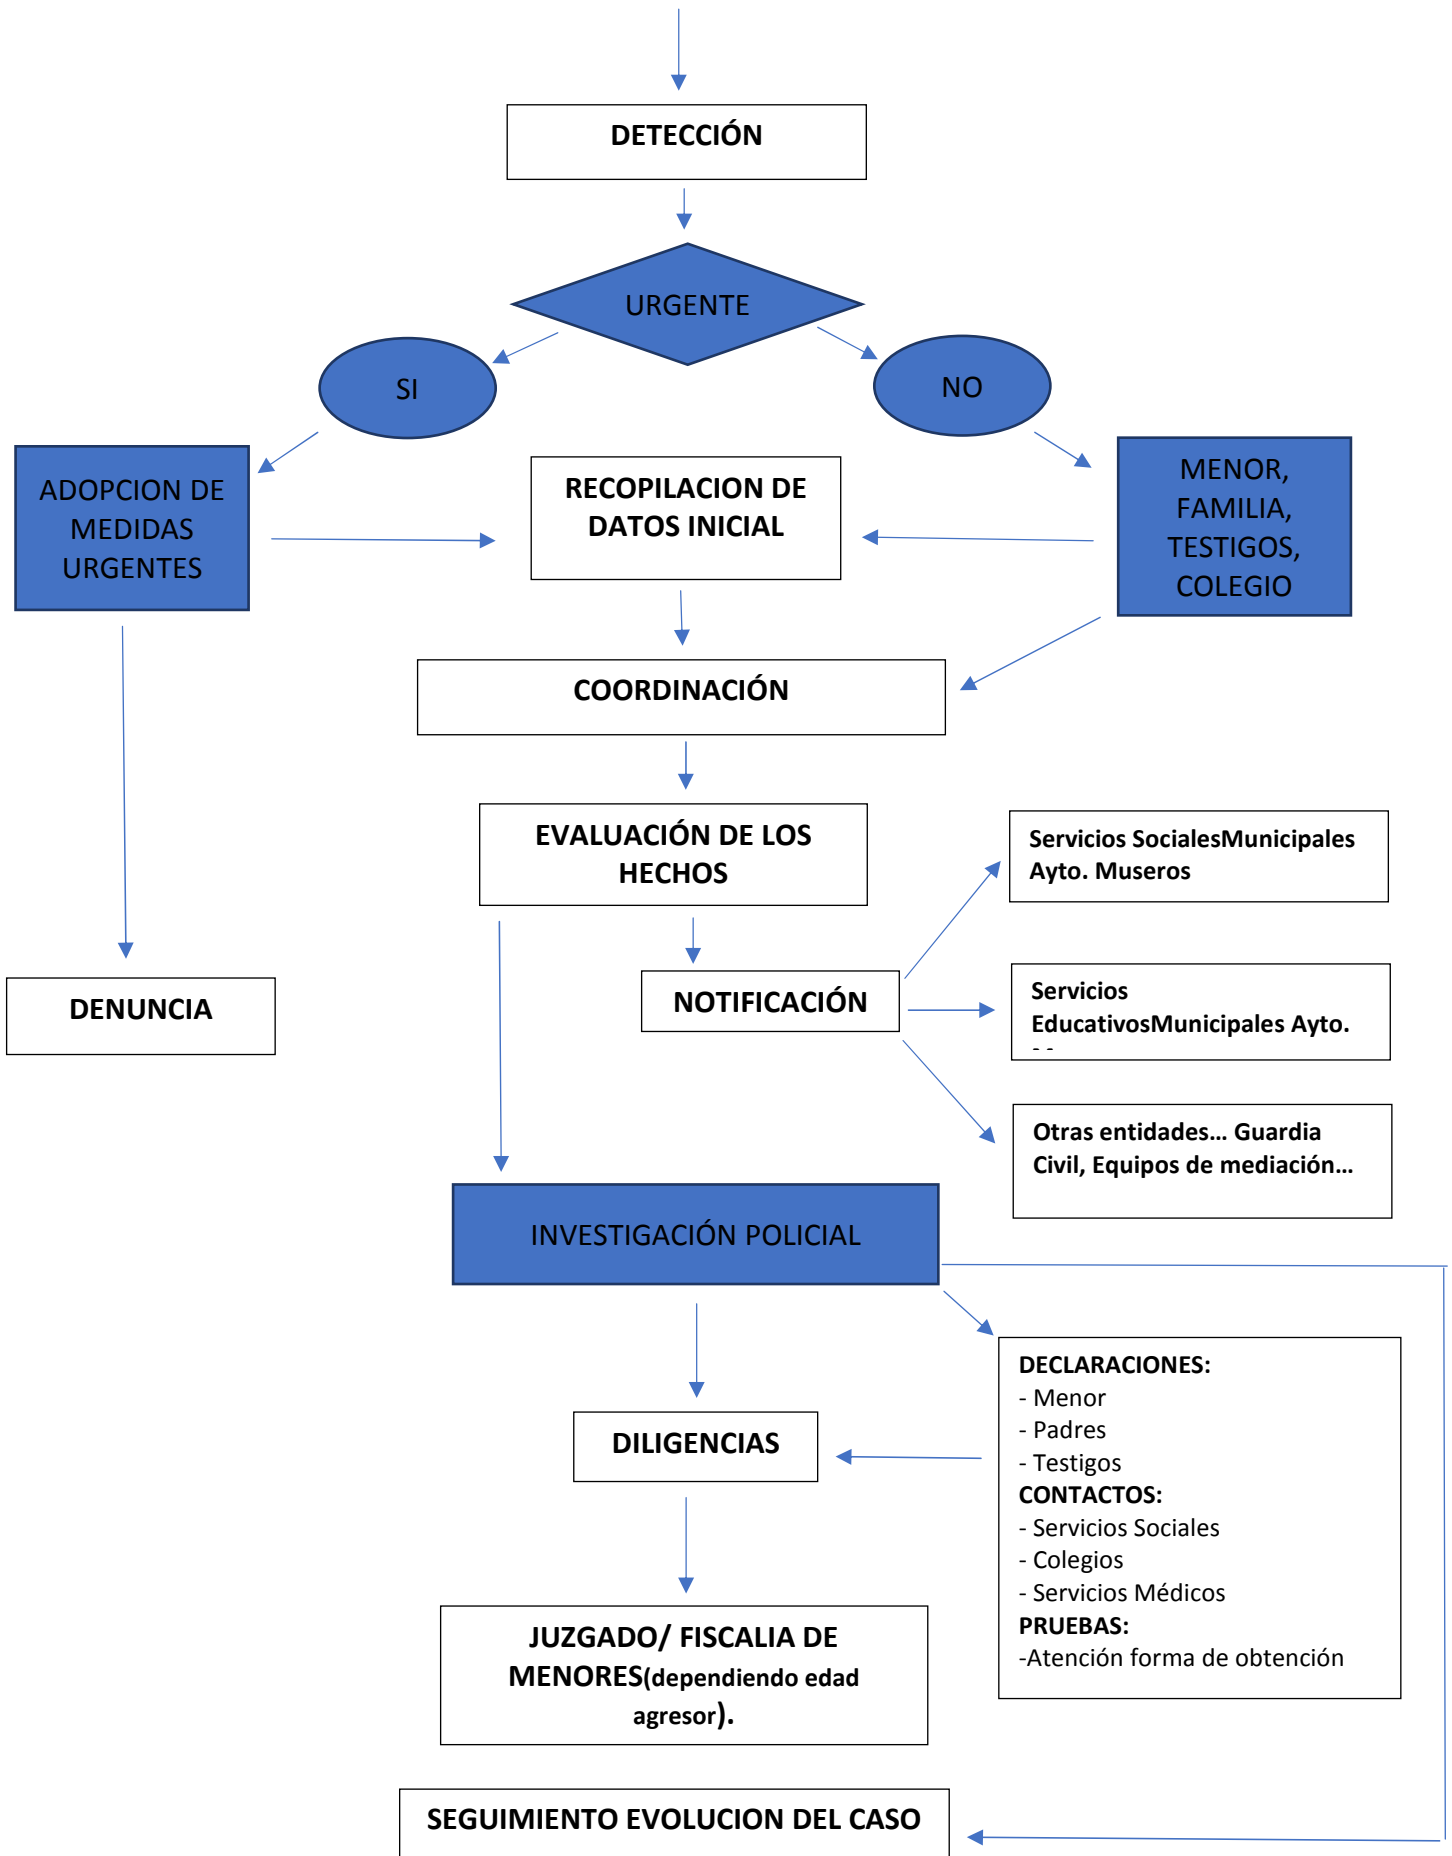 DETECCIÓN
URGENTE
SI
NO
ADOPCION DE
MEDIDAS
URGENTES
RECOPILACION DE
DATOS INICIAL
MENOR,
FAMILIA,
TESTIGOS,
COLEGIO
COORDINACIÓN
EVALUACIÓN DE LOS
HECHOS
Servicios SocialesMunicipales
Ayto. Museros
DENUNCIA
NOTIFICACIÓN
Servicios
EducativosMunicipales Ayto.
Otras entidades... Guardia
Civil, Equipos de mediación...
INVESTIGACIÓN POLICIAL
DECLARACIONES:
- Menor
- Padres
- Testigos
CONTACTOS:
- Servicios Sociales
- Colegios
- Servicios Médicos
PRUEBAS:
-Atención forma de obtención
DILIGENCIAS
JUZGADO/ FISCALIA DE
MENORES(dependiendo edad
agresor).
SEGUIMIENTO EVOLUCION DEL CASO